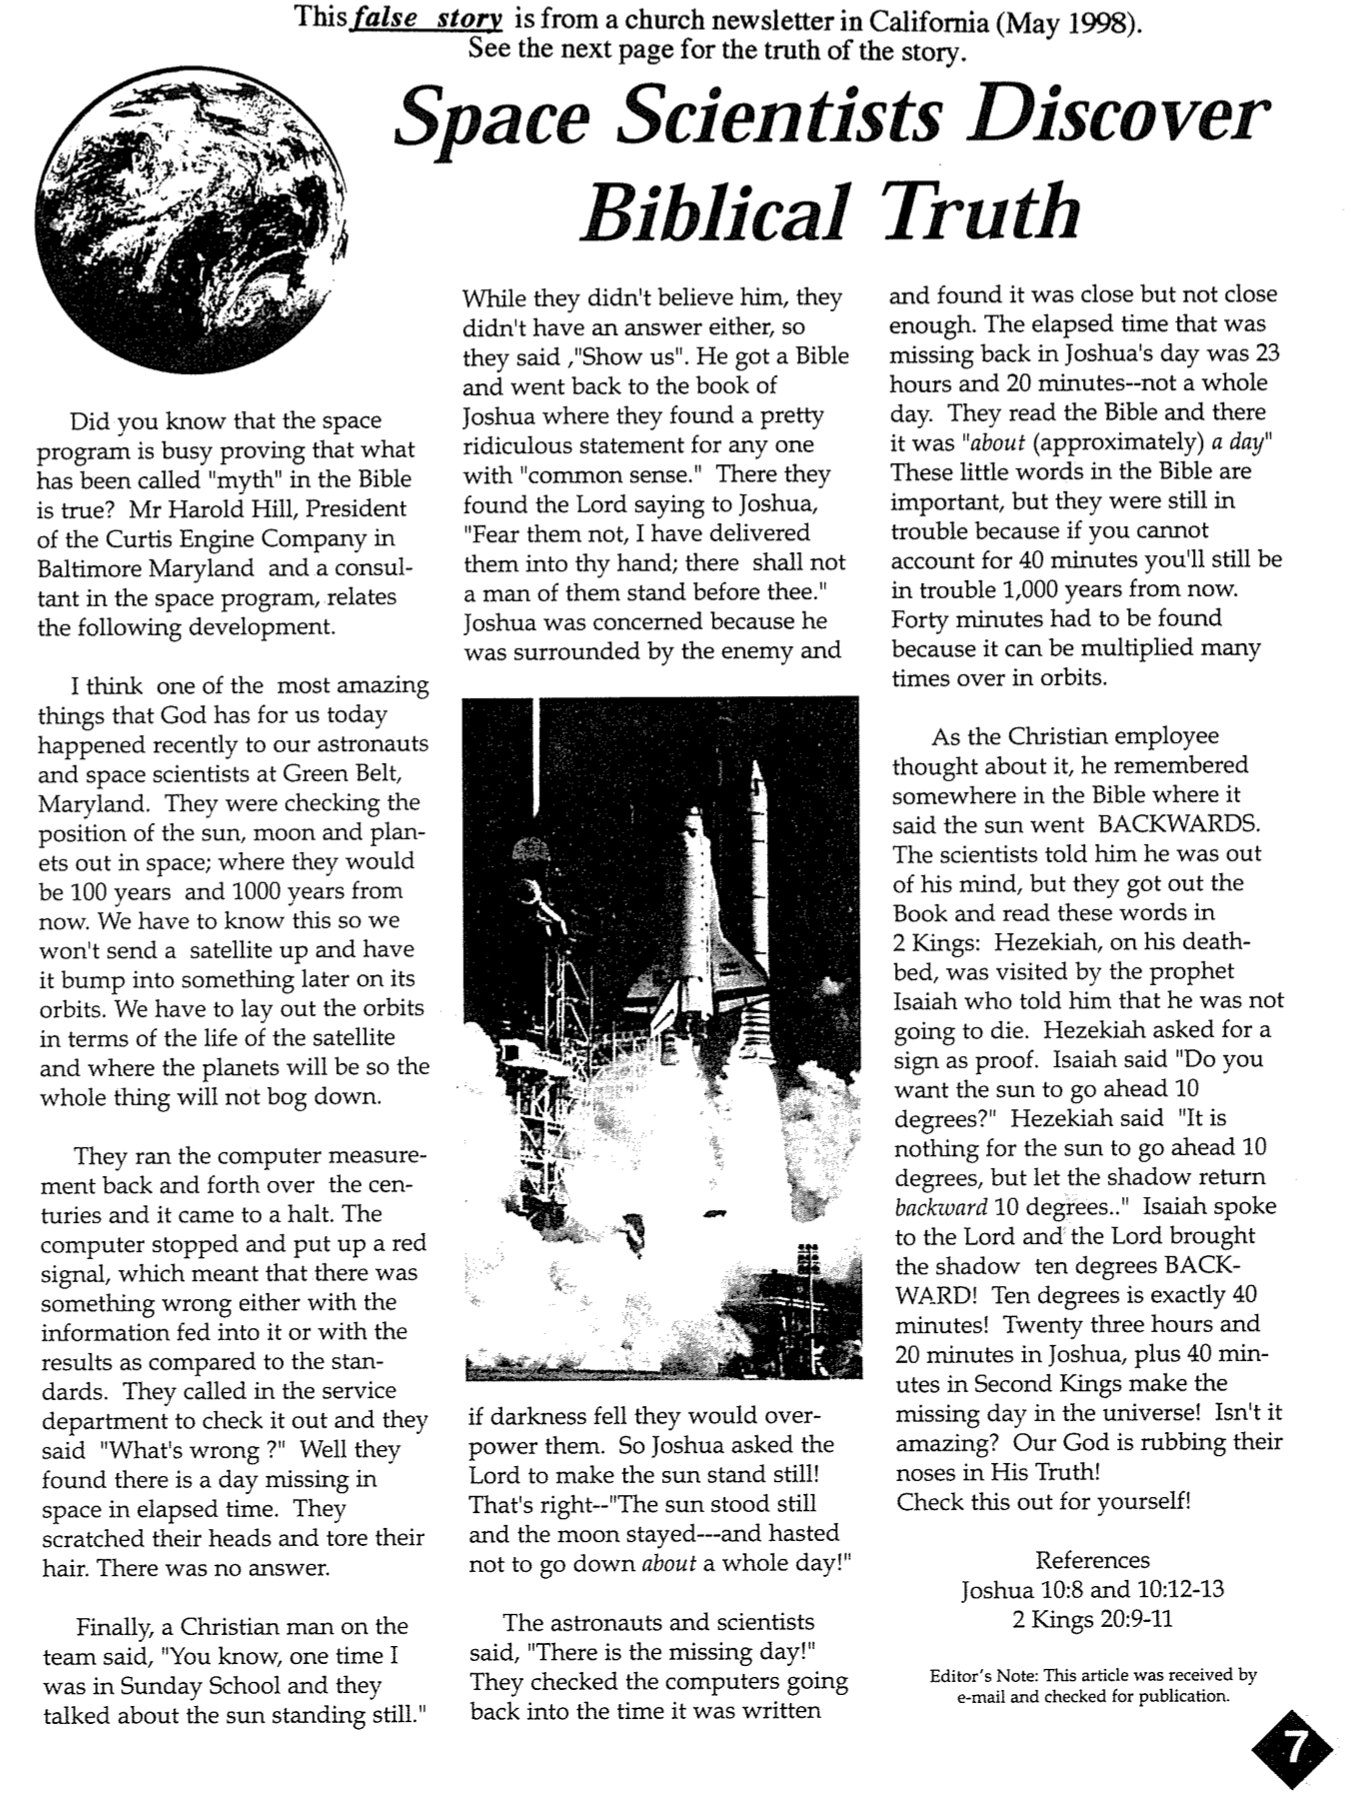 This false story is from a church newsletter in California (May 1998).
See the next page for the truth of the story.
Space Scientists Discover
Biblical Truth
Did you know that the space
program is busy proving that what
has been called "myth" in the Bible
is true? Mr Harold Hill, President
of the Curtis Engine Company in
Baltimore Maryland and a consul-
tant in the space program, relates
the following development.
I think one of the most amazing
things that God has for us today
happened recently to our astronauts
and space scientists at Green Belt,
Maryland. They were checking the
position of the sun, moon and plan-
ets out in space; where they would
be 100 years and 1000 years from
now. We have to know this so we
won't send a satellite up and have
it bump into something later on its
orbits. We have to lay out the orbits
in terms of the life of the satellite
and where the planets will be so the
whole thing will not bog down.
They ran the computer measure-
ment back and forth over the cen-
turies and it came to a halt. The
computer stopped and put up a red
signal, which meant that there was
something wrong either with the
information fed into it or with the
results as compared to the stan-
dards. They called in the service
department to check it out and they
said "What's wrong ?" Well they
found there is a day missing in
space in elapsed time. They
scratched their heads and tore their
hair. There was no answer.
Finally, a Christian man on the
team said, "You know, one time I
was in Sunday School and they
talked about the sun standing still."
While they didn't believe him, they
didn't have an answer either, so
they said ,"Show us". He got a Bible
and went back to the book of
Joshua where they found a pretty
ridiculous statement for any one
with "common sense." There they
found the Lord saying to Joshua,
"Fear them not, I have delivered
them into thy hand; there shall not
a man of them stand before thee."
Joshua was concerned because he
was surrounded by the enemy and
if darkness fell they would over-
power them. So Joshua asked the
Lord to make the sun stand still!
That's right--"The sun stood still
and the moon stayed---and hasted
not to go down about a whole day!"
The astronauts and scientists
said, "There is the missing day!"
They checked the computers going
back into the time it was written
and found it was close but not close
enough. The elapsed time that was
missing back in Joshua's day was 23
hours and 20 minutes--not a whole
day. They read the Bible and there
it was "about (approximately) a day"
These little words in the Bible are
important, but they were still in
trouble because if you cannot
account for 40 minutes you'll still be
in trouble 1,000 years from now.
Forty minutes had to be found
because it can be multiplied many
times over in orbits.
As the Christian employee
thought about it, he remembered
somewhere in the Bible where it
said the sun went BACKWARDS.
The scientists told him he was out
of his mind, but they got out the
Book and read these words in
2 Kings: Hezekiah, on his death-
bed, was visited by the prophet
Isaiah who told him that he was not
going to die. Hezekiah asked for a
sign as proof. Isaiah said "Do you
want the sun to go ahead 10
degrees?" Hezekiah said "It is
nothing for the sun to go ahead 10
degrees, but let the shadow return
backward 10 degrees.." Isaiah spoke
to the Lord and the Lord brought
the shadow ten degrees BACK-
WARD! Ten degrees is exactly 40
minutes! Twenty three hours and
20 minutes in Joshua, plus 40 min-
utes in Second Kings make the
missing day in the universe! Isn't it
amazing? Our God is rubbing their
noses in His Truth!
Check this out for yourself!
References
Joshua 10:8 and 10:12-13
2 Kings 20:9-11
Editor's Note: This article was received by
e-mail and checked for publication.
7